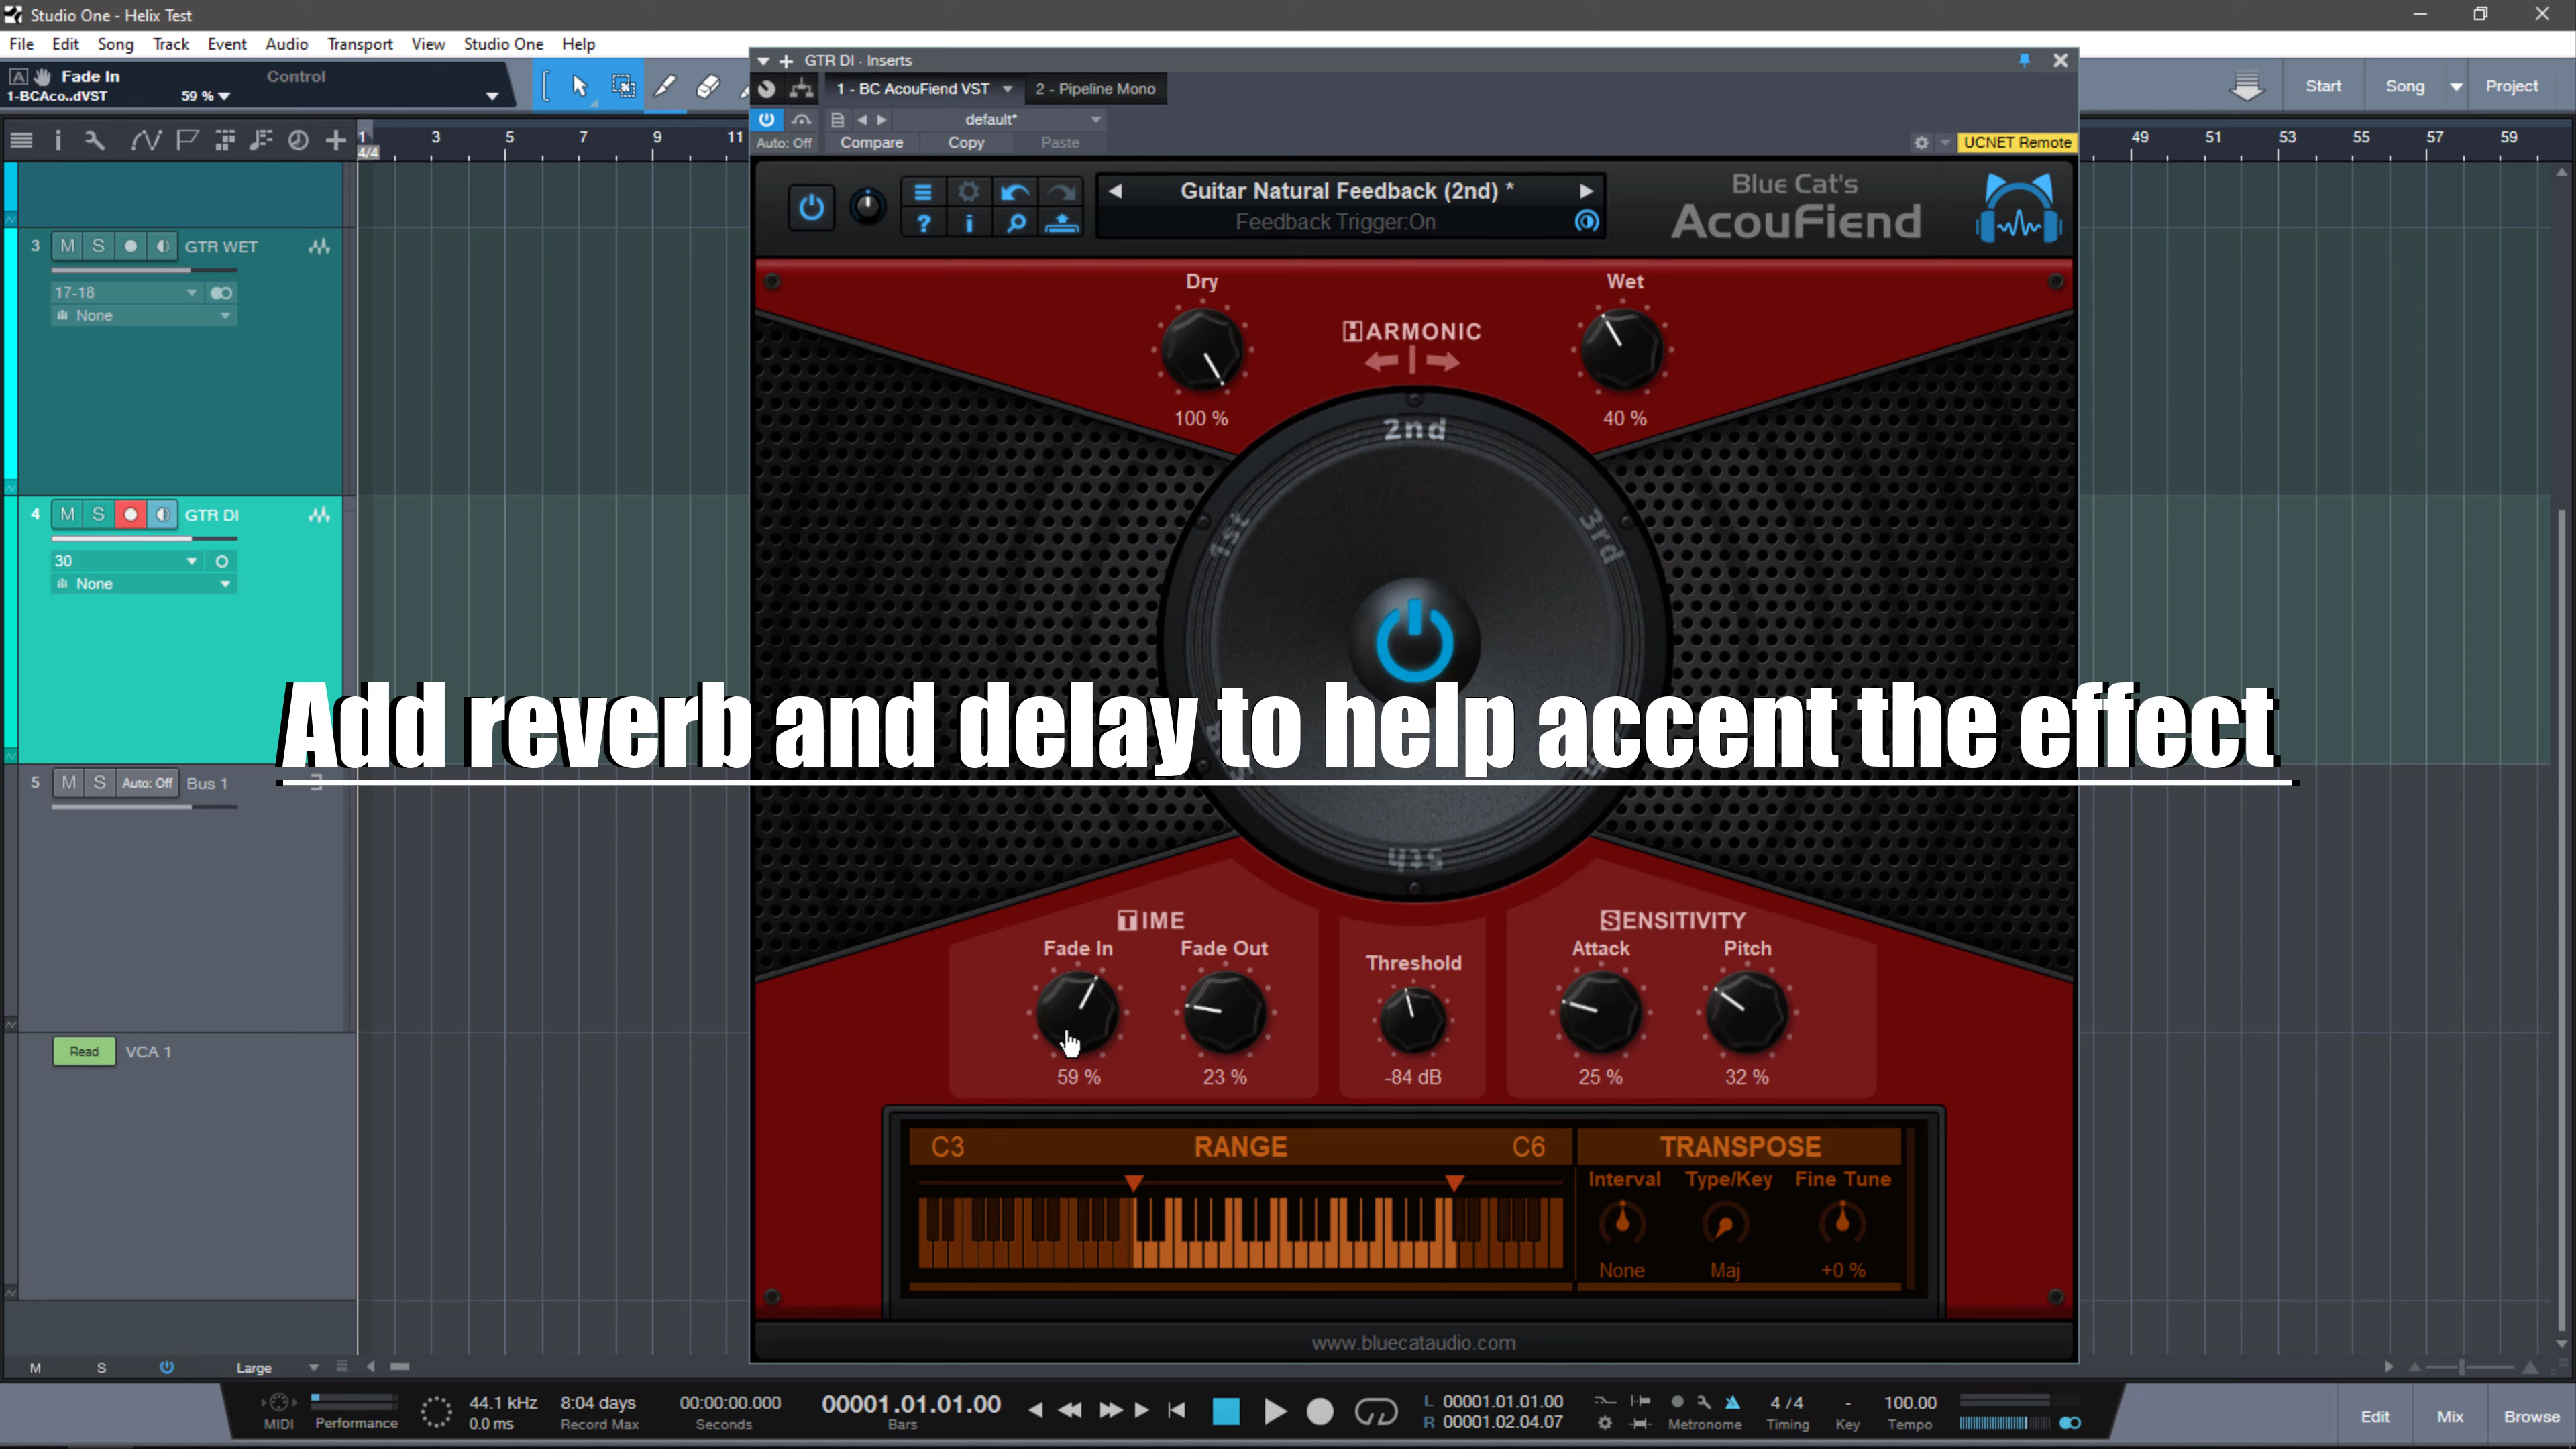 Studio One - Helix Test
File Edit Song Track Event Audio Transport View Studio One Help
A Fade In Control
1-BCAco..dVST 59 %
GTR DI - Inserts
1 - BC AcouFiend VST 2 - Pipeline Mono
default*
Auto: Off Compare Copy Paste
UCNET Remote
Start Song Project
1 3 5 7 9 11 49 51 53 55 57 59
4/4
Guitar Natural Feedback (2nd) *
Feedback Trigger:On
Blue Cat's
AcouFiend
3 M S GTR WET
17-18
None
4 M S GTR DI
30
None
5 M S Auto: Off Bus 1
Read VCA 1
Dry
100 %
HARMONIC
Wet
40 %
2nd
1st
3rd
5th
Add reverb and delay to help accent the effect
TIME
Fade In Fade Out
59 % 23 %
Threshold
-84 dB
SENSITIVITY
Attack Pitch
25 % 32 %
C3 RANGE C6
TRANSPOSE
Interval Type/Key Fine Tune
None Maj +0 %
www.bluecataudio.com
M S Large
MIDI Performance
44.1 kHz
0.0 ms
8:04 days
Record Max
00:00:00.000
Seconds
00001.01.01.00
Bars
L 00001.01.01.00
R 00001.02.04.07
Metronome
4 / 4
Timing
-
Key
100.00
Tempo
Edit Mix Browse